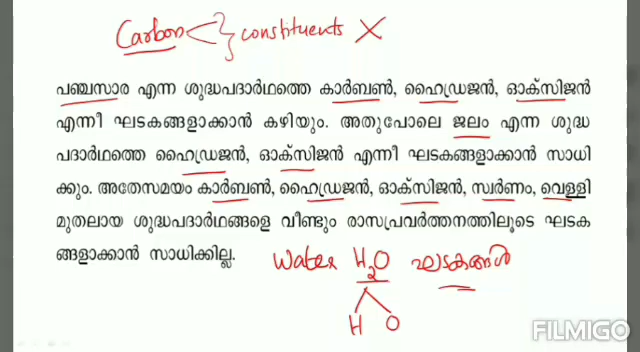 Carbon < } constituents X
പഞ്ചസാര എന്ന ശുദ്ധപദാർഥത്തെ കാർബൺ, ഹൈഡ്രജൻ, ഓക്സിജൻ
എന്നീ ഘടകങ്ങളാക്കാൻ കഴിയും. അതുപോലെ ജലം എന്ന ശുദ്ധ
പദാർഥത്തെ ഹൈഡ്രജൻ, ഓക്സിജൻ എന്നീ ഘടകങ്ങളാക്കാൻ സാധി
ക്കും. അതേസമയം കാർബൺ, ഹൈഡ്രജൻ, ഓക്സിജൻ, സ്വർണം, വെള്ളി
മുതലായ ശുദ്ധപദാർഥങ്ങളെ വീണ്ടും രാസപ്രവർത്തനത്തിലൂടെ ഘടക
ങ്ങളാക്കാൻ സാധിക്കില്ല.
Water H₂O ഘടകങ്ങൾ
H O
FILMIGO